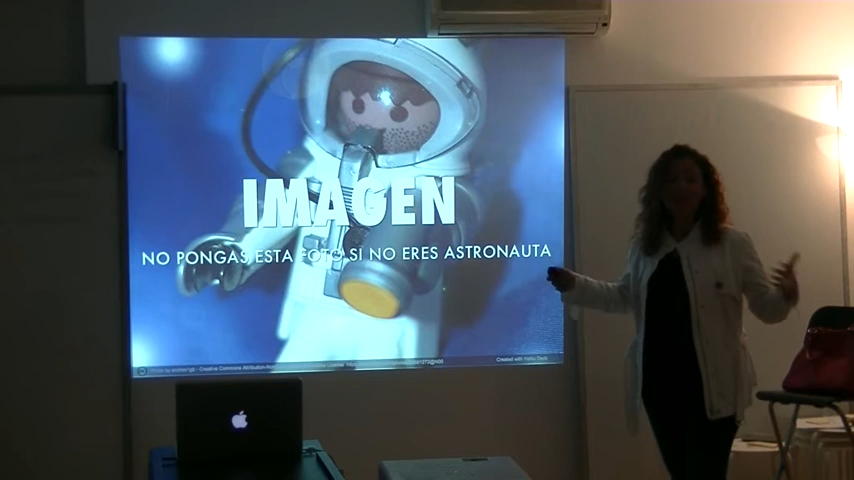 IMAGEN
NO PONGAS ESTA FOTO SI NO ERES ASTRONAUTA
Created with Haiku Deck